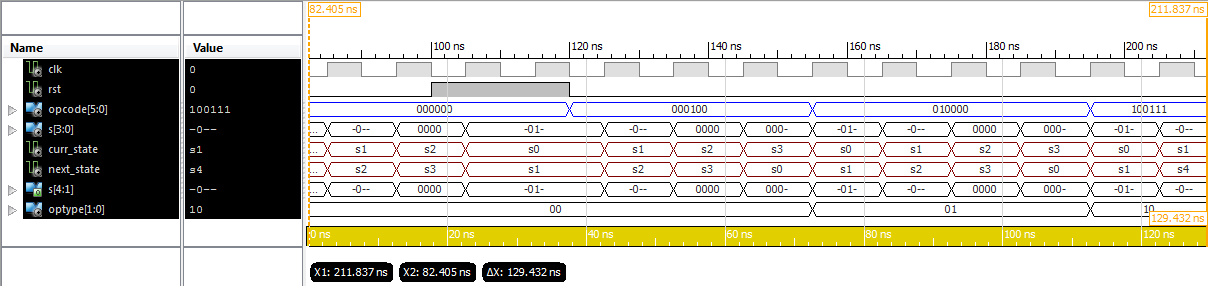 82.405 ns 211.837 ns
Name Value 100 ns 120 ns 140 ns 160 ns 180 ns 200 ns
clk 0
rst 0
opcode[5:0] 100111 000000 000100 010000 100111
s[3:0] -0-- ... -0-- 0000 -01- -0-- 0000 000- -01- -0-- 0000 000- -01- -0--
curr_state s1 ... s1 s2 s0 s1 s2 s3 s0 s1 s2 s3 s0 s1
next_state s4 ... s2 s3 s1 s2 s3 s0 s1 s2 s3 s0 s1 s4
s[4:1] -0-- ... -0-- 0000 -01- -0-- 0000 000- -01- -0-- 0000 000- -01- -0--
optype[1:0] 10 00 01 10
129.432 ns
0 ns 20 ns 40 ns 60 ns 80 ns 100 ns 120 ns
X1: 211.837 ns X2: 82.405 ns ΔX: 129.432 ns